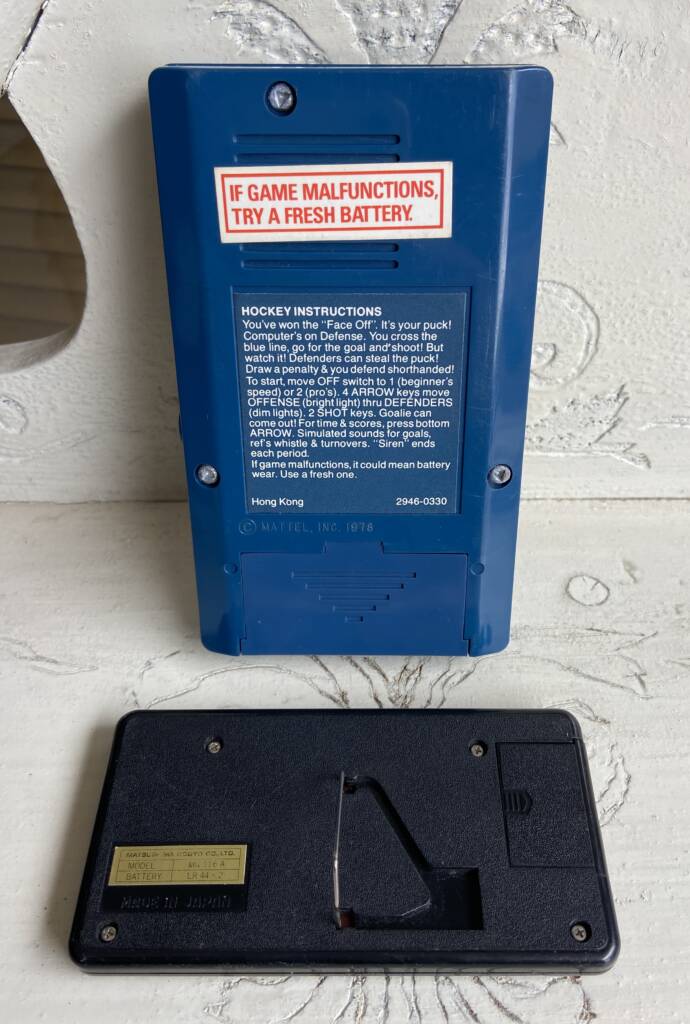 IF GAME MALFUNCTIONS,
TRY A FRESH BATTERY.
HOCKEY INSTRUCTIONS
You've won the "Face Off". It's your puck!
Computer's on Defense. You cross the
blue line, go for the goal and shoot! But
watch it! Defenders can steal the puck!
Draw a penalty & you defend shorthanded!
To start, move OFF switch to 1 (beginner's
speed) or 2 (pro's). 4 ARROW keys move
OFFENSE (bright light) thru DEFENDERS
(dim lights). 2 SHOT keys. Goalie can
come out! For time & scores, press bottom
ARROW. Simulated sounds for goals,
ref's whistle & turnovers. "Siren" ends
each period.
If game malfunctions, it could mean battery
wear. Use a fresh one.
Hong Kong 2946-0330
© MATTEL, INC. 1978
CO., LTD.
MODEL
BATTERY LR 44 × 2
MADE IN JAPAN